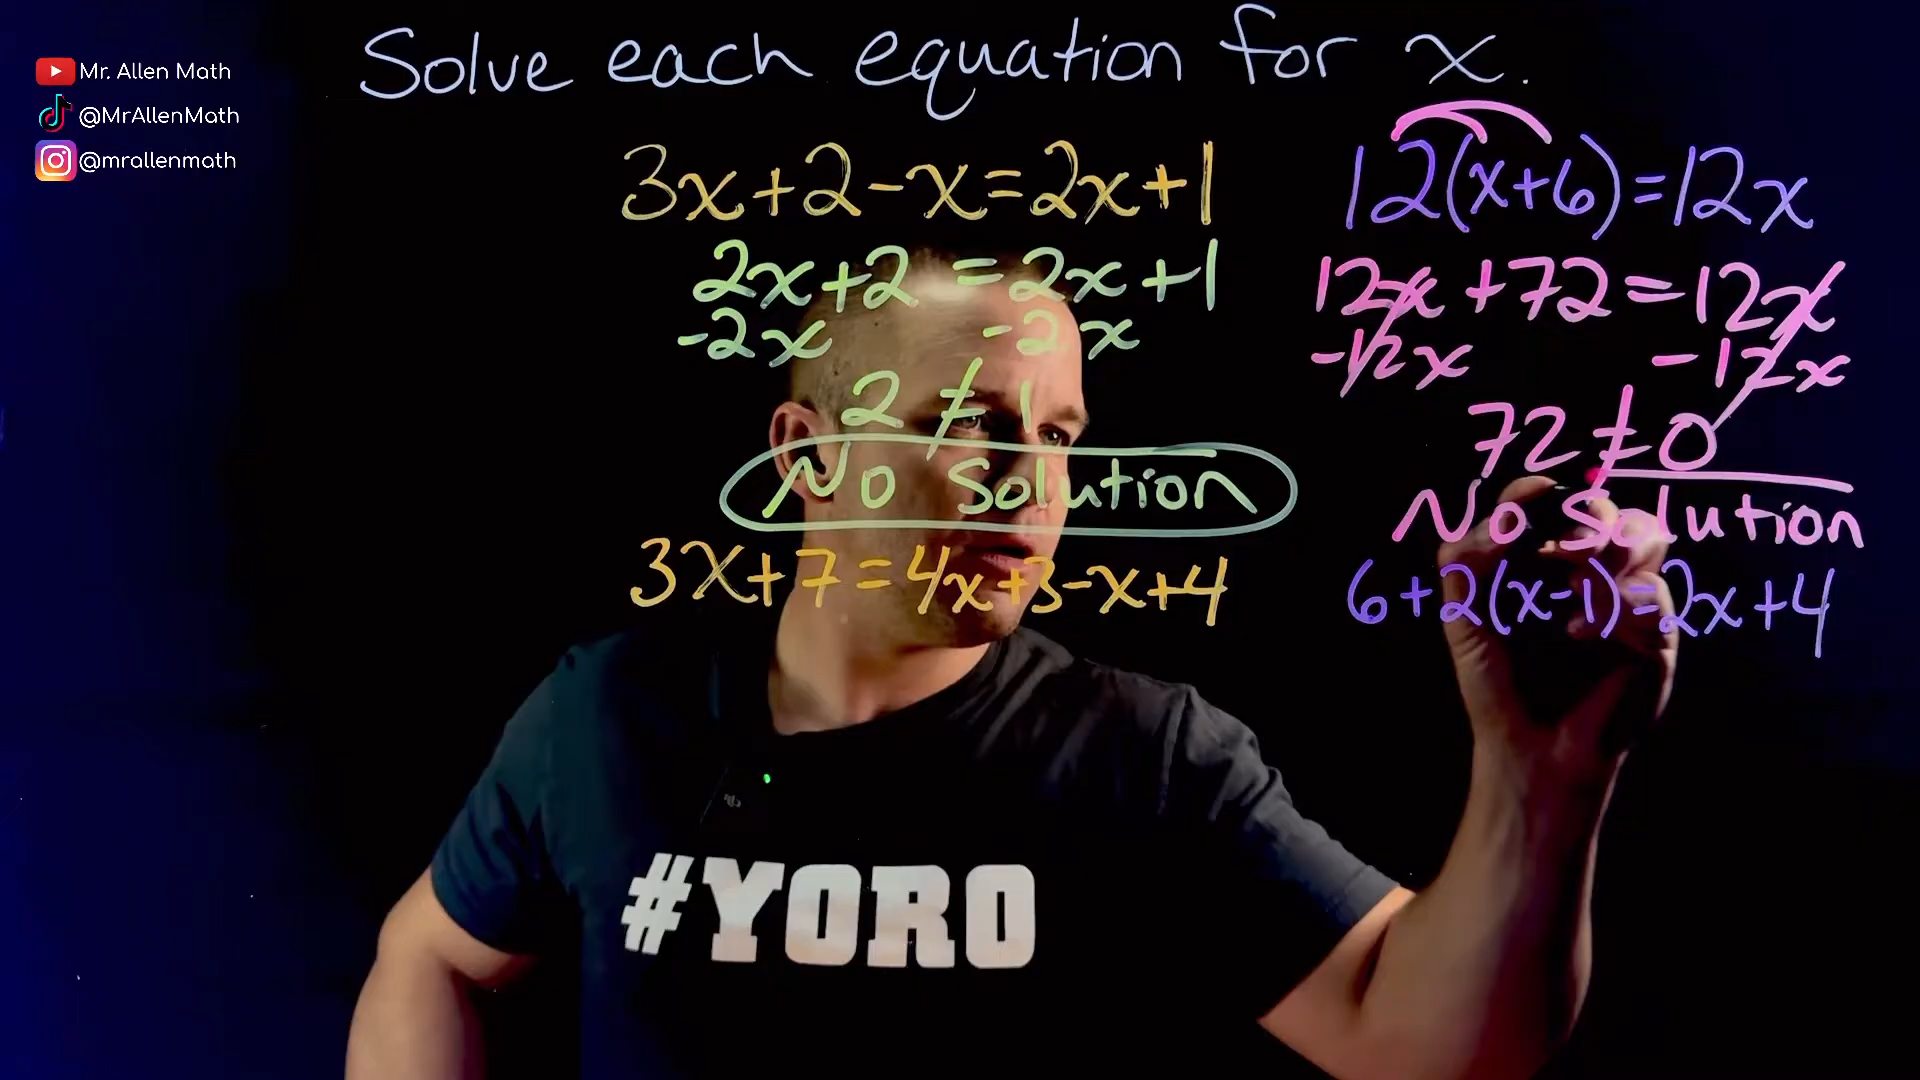 Mr. Allen Math
@MrAllenMath
@mrallenmath
Solve each equation for x.
3x+2-x=2x+1
2x+2=2x+1
-2x -2x
2≠1
No Solution
3x+7=4x+3-x+4
12(x+6)=12x
12x+72=12x
-12x -12x
72≠0
No Solution
6+2(x-1)=2x+4
#YORO